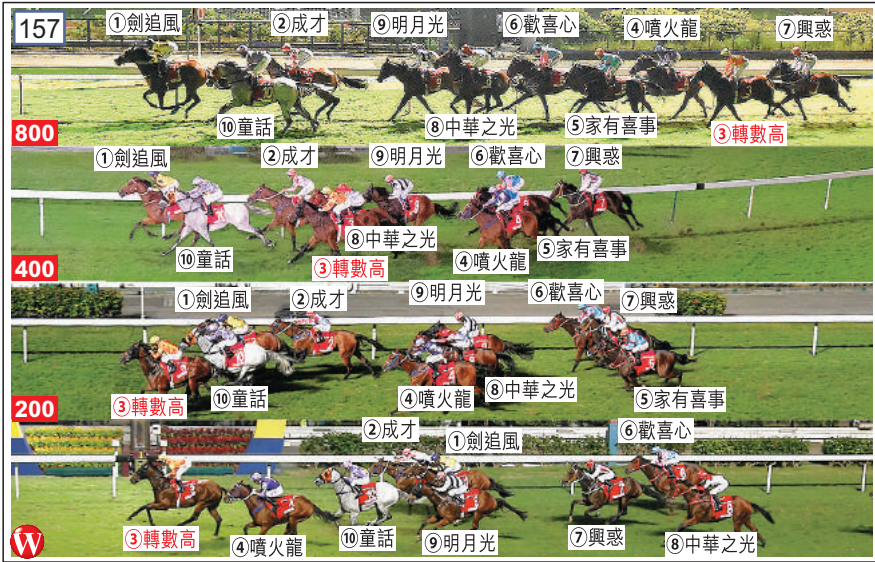 157
①劍追風 ②成才 ⑨明月光 ⑥歡喜心 ④噴火龍 ⑦興惑
⑩童話 ⑧中華之光 ⑤家有喜事 ③轉數高
800
①劍追風 ②成才 ⑨明月光 ⑥歡喜心 ⑦興惑
⑩童話 ③轉數高 ⑧中華之光 ④噴火龍 ⑤家有喜事
400
①劍追風 ②成才 ⑨明月光 ⑥歡喜心 ⑦興惑
③轉數高 ⑩童話 ④噴火龍 ⑧中華之光 ⑤家有喜事
200
②成才 ①劍追風 ⑥歡喜心
③轉數高 ④噴火龍 ⑩童話 ⑨明月光 ⑦興惑 ⑧中華之光
W